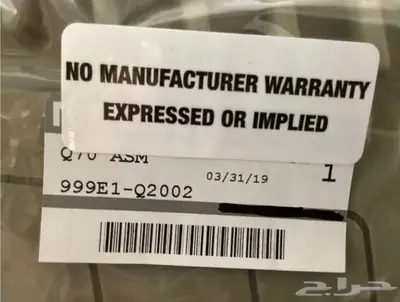 NO MANUFACTURER WARRANTY
EXPRESSED OR IMPLIED
Q70 ASM
03/31/19
1
999E1-Q2002
حراج